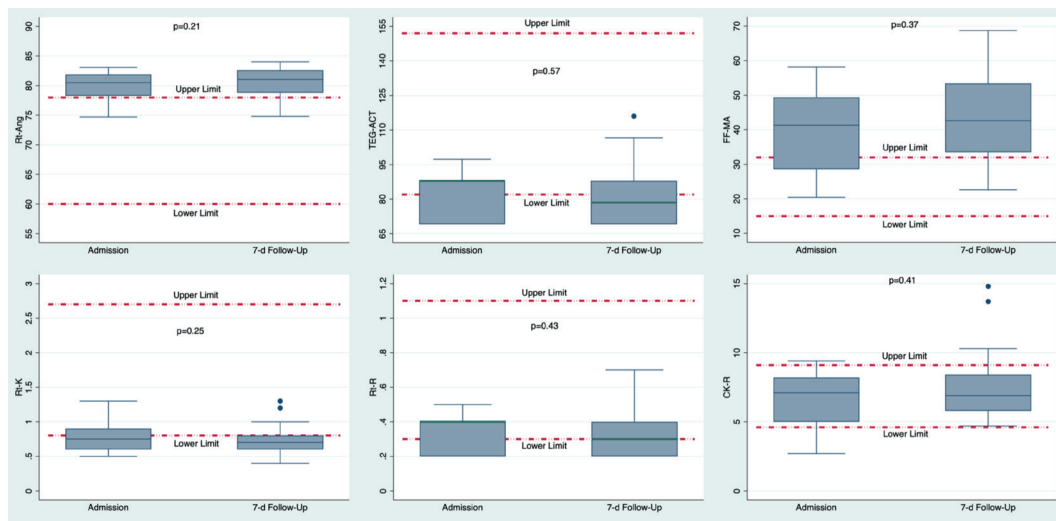 p=0.21
Upper Limit
Lower Limit
Rt-Ang
55 60 65 70 75 80 85 90
Admission 7-d Follow-Up
Upper Limit
p=0.57
Lower Limit
TEG-ACT
65 80 95 110 125 140 155
Admission 7-d Follow-Up
p=0.37
Upper Limit
Lower Limit
FF-MA
10 20 30 40 50 60 70
Admission 7-d Follow-Up
Upper Limit
p=0.25
Lower Limit
Rt-K
0 .5 1 1.5 2 2.5 3
Admission 7-d Follow-Up
Upper Limit
p=0.43
Lower Limit
Rt-R
0 .2 .4 .6 .8 1 1.2
Admission 7-d Follow-Up
p=0.41
Upper Limit
Lower Limit
CK-R
0 5 10 15
Admission 7-d Follow-Up